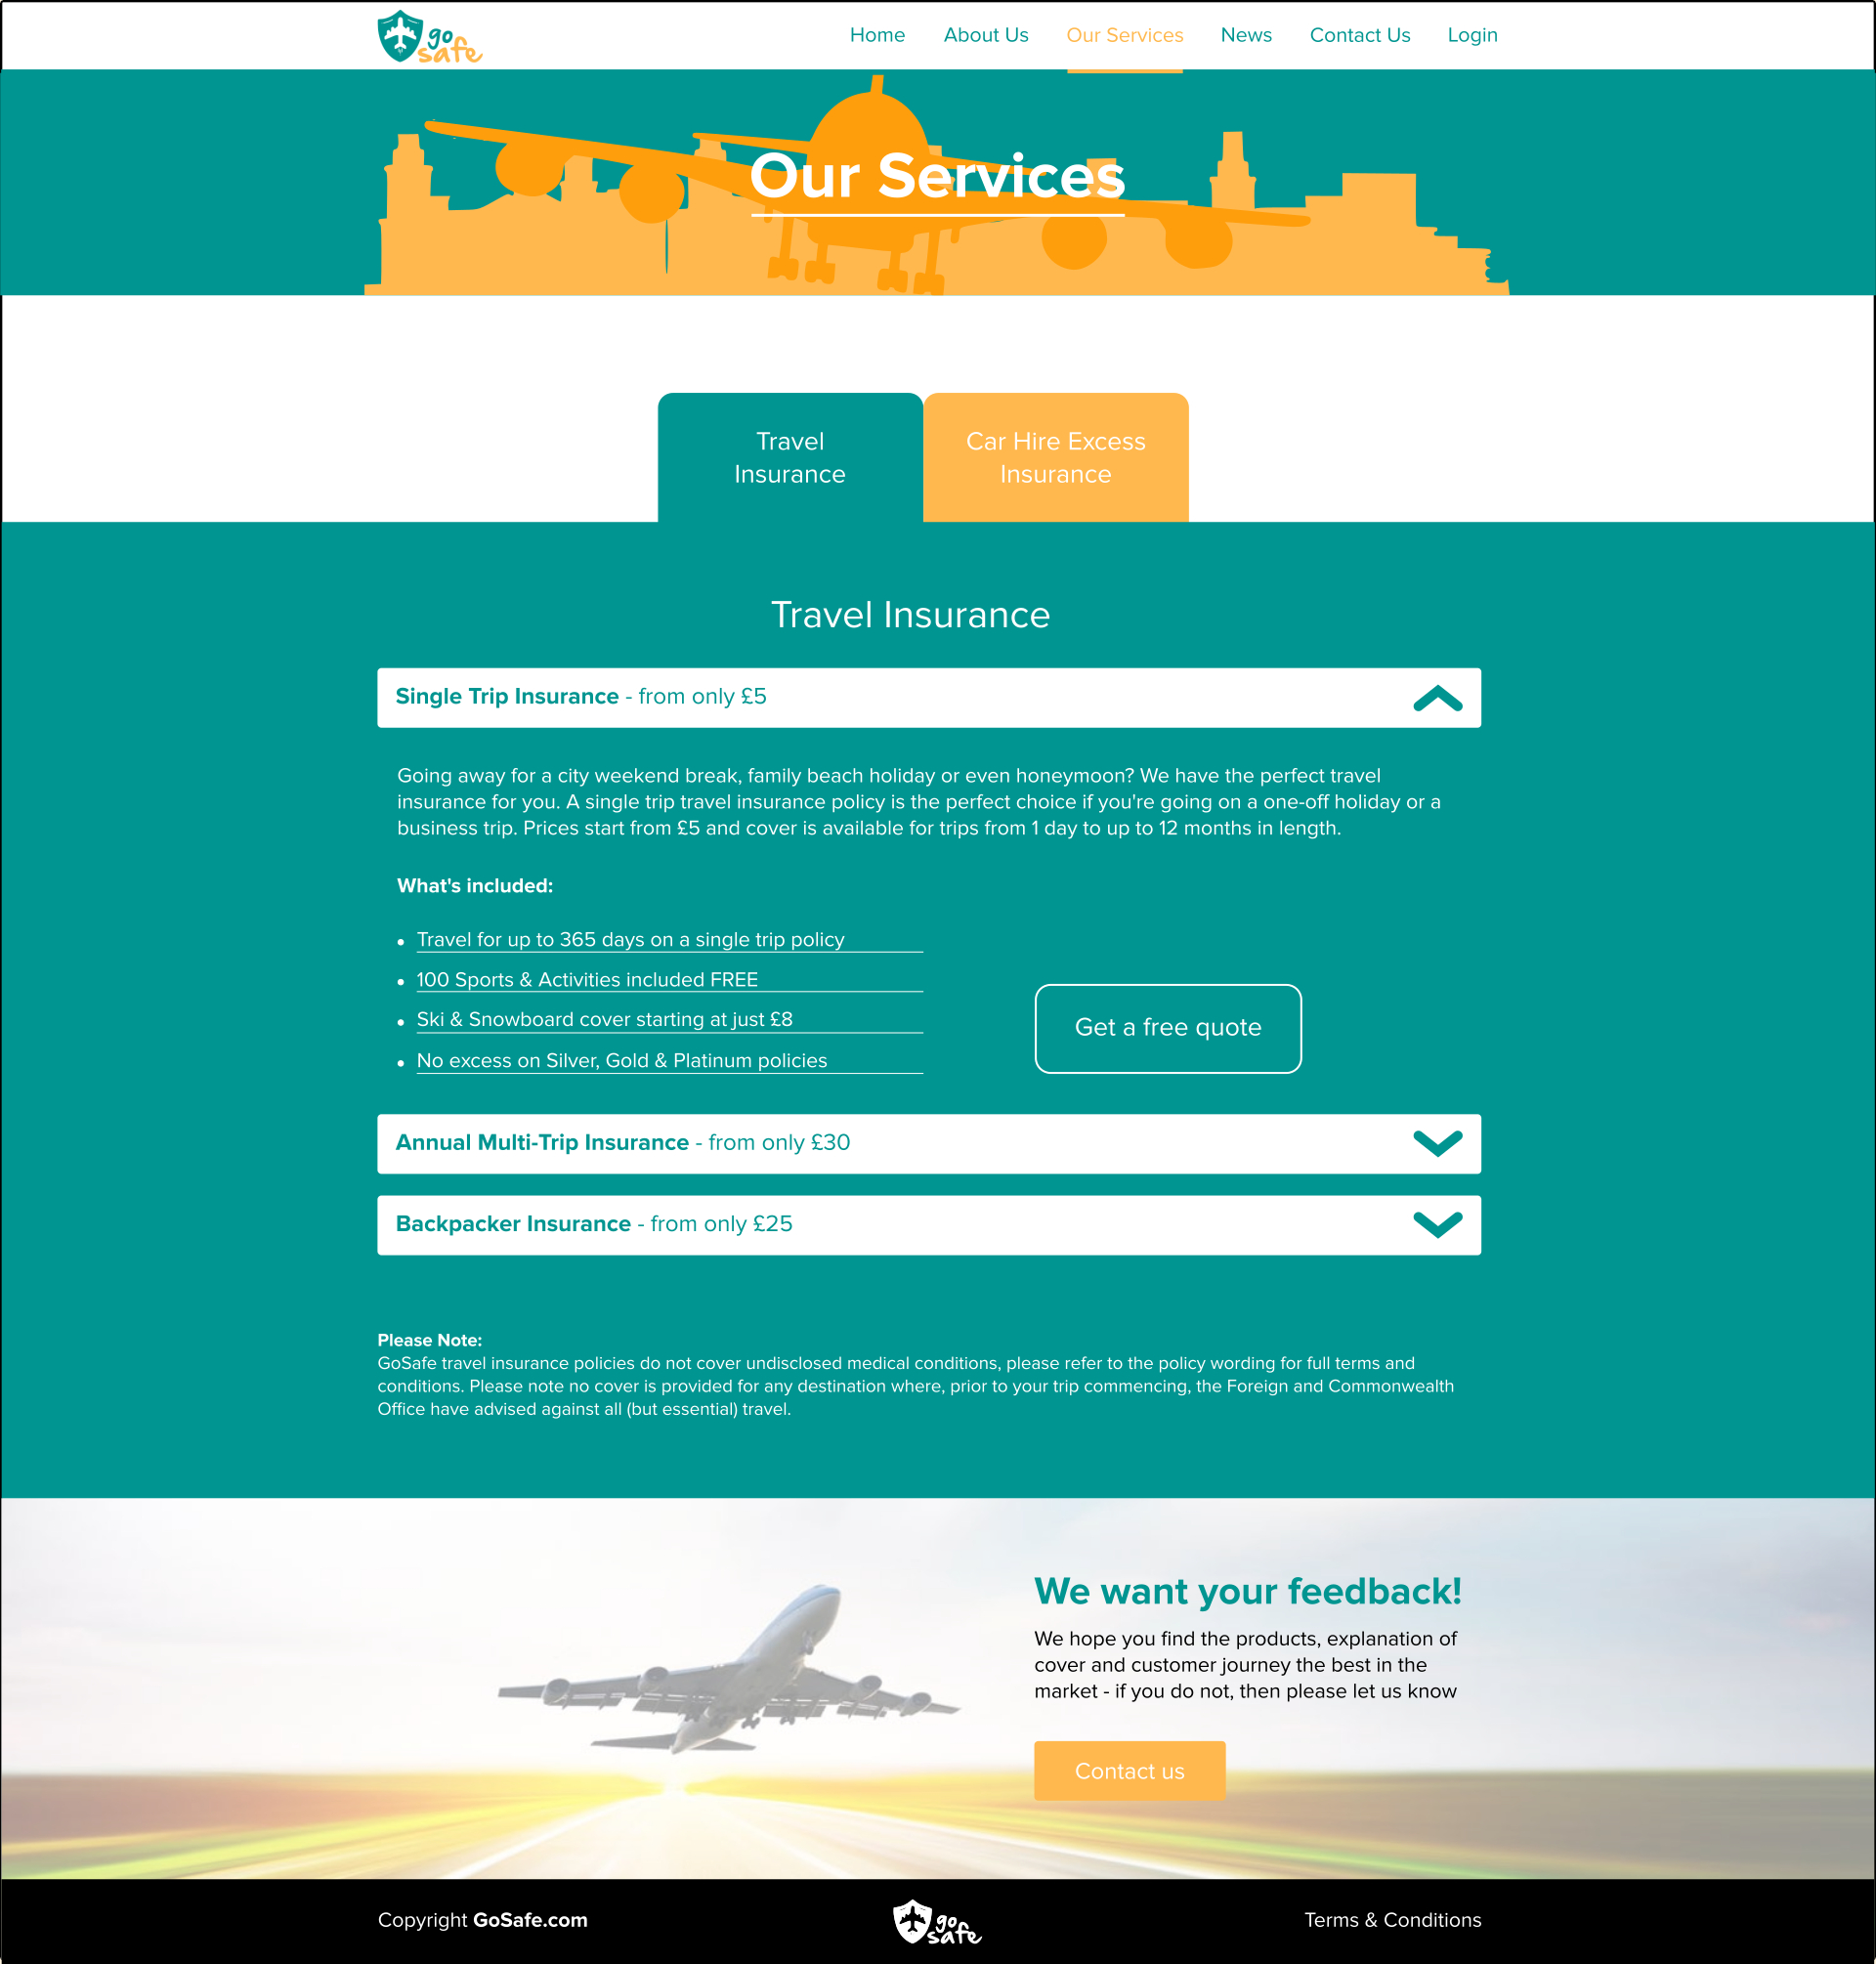 go
safe
Home About Us Our Services News Contact Us Login
Our Services
Travel
Insurance
Car Hire Excess
Insurance
Travel Insurance
Single Trip Insurance - from only £5
Going away for a city weekend break, family beach holiday or even honeymoon? We have the perfect travel
insurance for you. A single trip travel insurance policy is the perfect choice if you're going on a one-off holiday or a
business trip. Prices start from £5 and cover is available for trips from 1 day to up to 12 months in length.
What's included:
• Travel for up to 365 days on a single trip policy
• 100 Sports & Activities included FREE
• Ski & Snowboard cover starting at just £8
• No excess on Silver, Gold & Platinum policies
Get a free quote
Annual Multi-Trip Insurance - from only £30
Backpacker Insurance - from only £25
Please Note:
GoSafe travel insurance policies do not cover undisclosed medical conditions, please refer to the policy wording for full terms and
conditions. Please note no cover is provided for any destination where, prior to your trip commencing, the Foreign and Commonwealth
Office have advised against all (but essential) travel.
We want your feedback!
We hope you find the products, explanation of
cover and customer journey the best in the
market - if you do not, then please let us know
Contact us
Copyright GoSafe.com
go
safe
Terms & Conditions